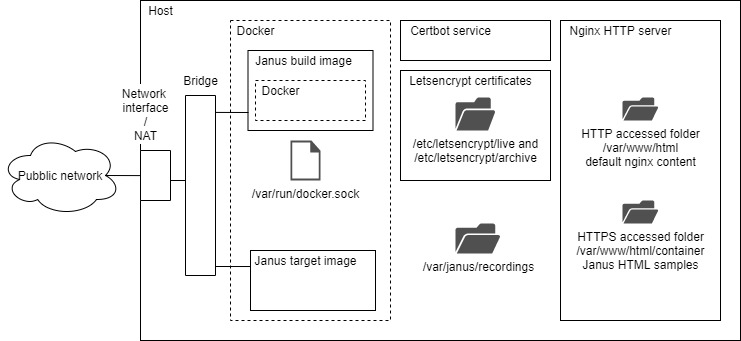 Host
Docker
Certbot service
Nginx HTTP server
Janus build image
Docker
Letsencrypt certificates
/etc/letsencrypt/live and
/etc/letsencrypt/archive
HTTP accessed folder
/var/www/html
default nginx content
Network
interface
/
NAT
Bridge
Pubblic network
/var/run/docker.sock
Janus target image
/var/janus/recordings
HTTPS accessed folder
/var/www/html/container
Janus HTML samples